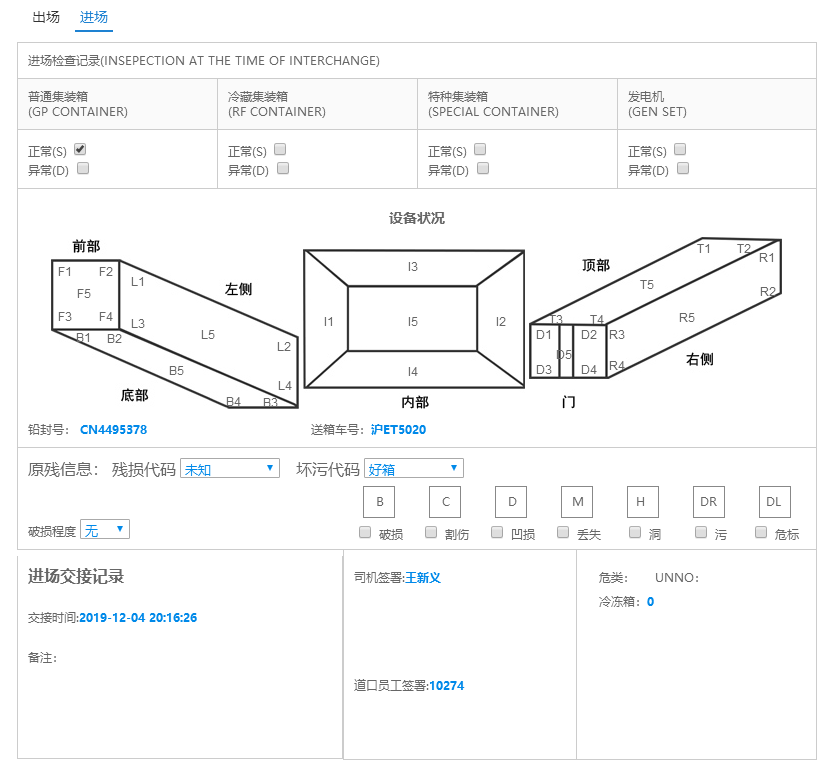 出场 进场
进场检查记录(INSEPECTION AT THE TIME OF INTERCHANGE)
普通集装箱 冷藏集装箱 特种集装箱 发电机
(GP CONTAINER) (RF CONTAINER) (SPECIAL CONTAINER) (GEN SET)
正常(S) 正常(S) 正常(S) 正常(S)
异常(D) 异常(D) 异常(D) 异常(D)
设备状况
前部
F1 F2
F5
F3 F4
左侧
L1
L3
L5
L2
L4
B1 B2
B5
B4 B3
底部
I3
I1 I5 I2
I4
内部
顶部
T1 T2
T5
T3 T4
R1
R2
R5
R3
R4
右侧
D1 D2
D5
D3 D4
门
铅封号： CN4495378 送箱车号：沪ET5020
原残信息： 残损代码 未知 坏污代码 好箱
B C D M H DR DL
破损程度 无 破损 割伤 凹损 丢失 洞 污 危标
进场交接记录
交接时间:2019-12-04 20:16:26
备注：
司机签署:王新义
道口员工签署:10274
危类： UNNO：
冷冻箱：0